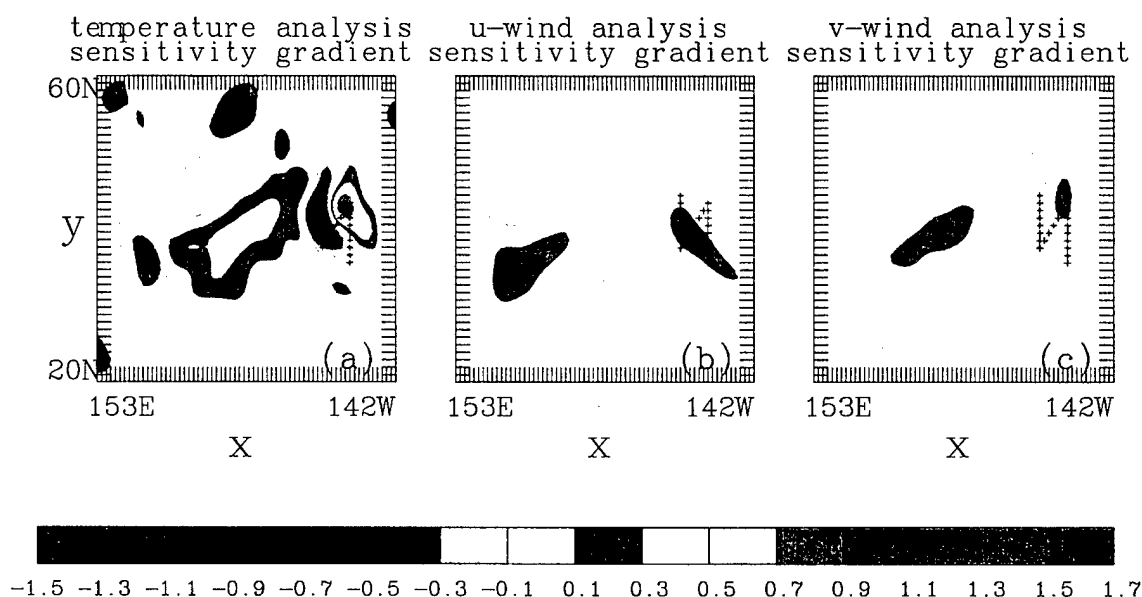 temperature analysis
sensitivity gradient
u-wind analysis
sensitivity gradient
v-wind analysis
sensitivity gradient
60N
y
20N
(a)
(b)
(c)
153E 142W
153E 142W
153E 142W
X
X
X
-1.5 -1.3 -1.1 -0.9 -0.7 -0.5 -0.3 -0.1 0.1 0.3 0.5 0.7 0.9 1.1 1.3 1.5 1.7